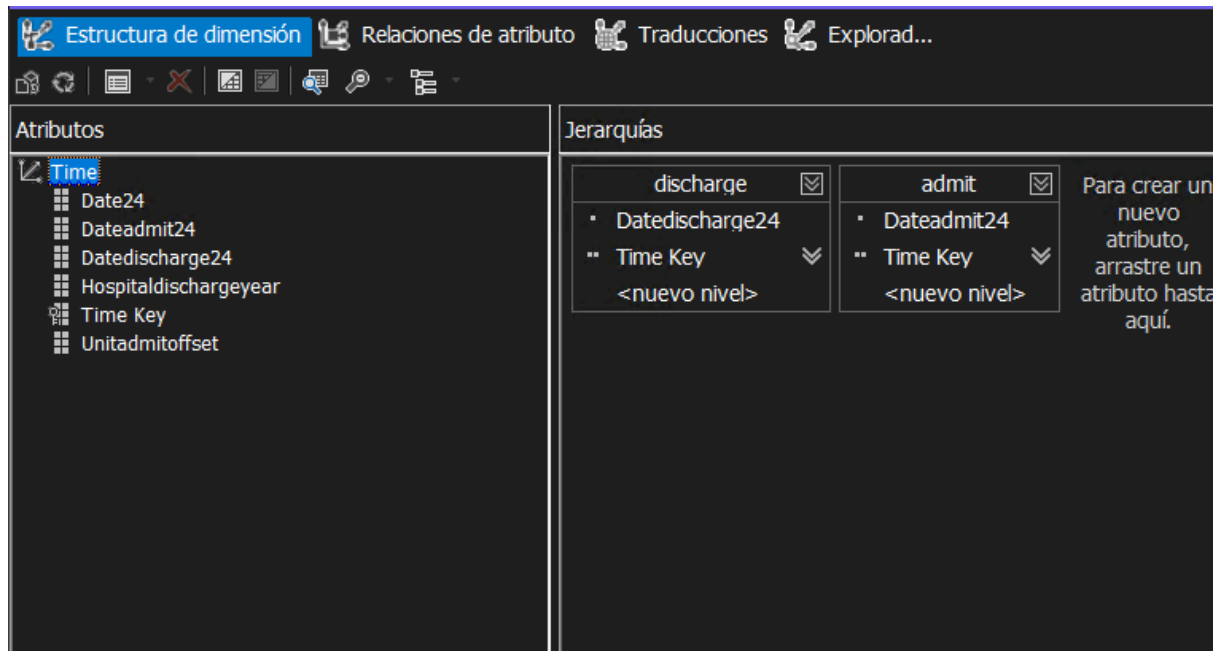 Estructura de dimensión Relaciones de atributo Traducciones Explorad...
Atributos
Time
Date24
Dateadmit24
Datedischarge24
Hospitaldischargeyear
Time Key
Unitadmitoffset
Jerarquías
discharge
Datedischarge24
Time Key
<nuevo nivel>
admit
Dateadmit24
Time Key
<nuevo nivel>
Para crear un
nuevo
atributo,
arrastre un
atributo hasta
aquí.